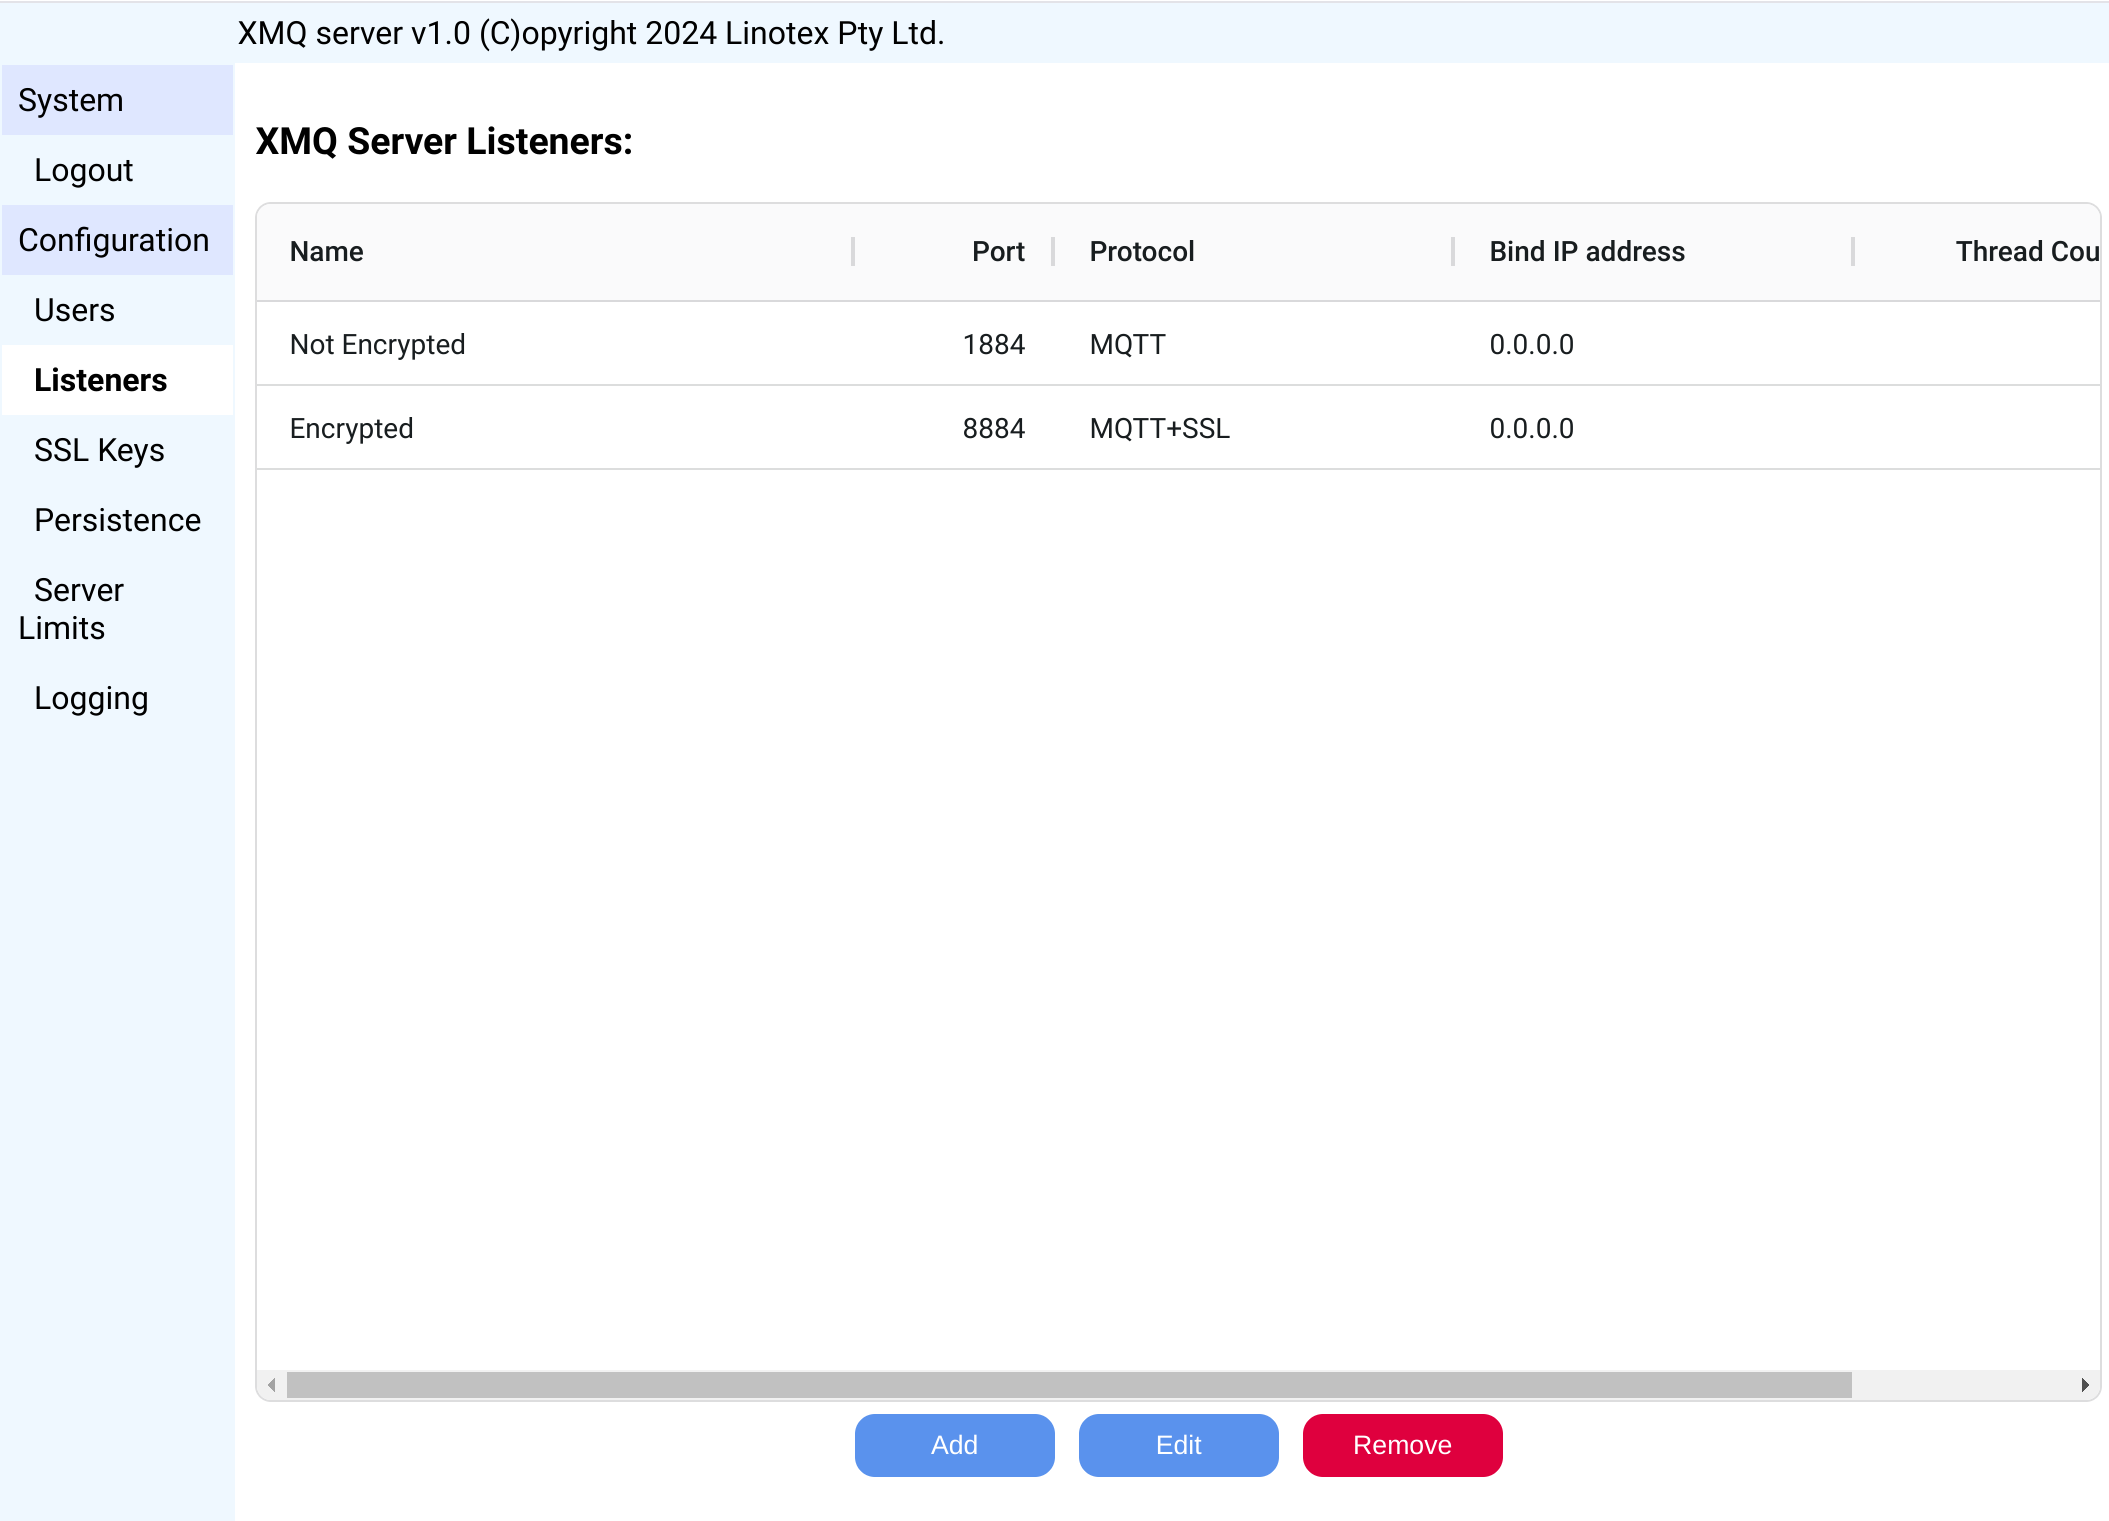 XMQ server v1.0 (C)opyright 2024 Linotex Pty Ltd.
System
Logout
Configuration
Users
Listeners
SSL Keys
Persistence
Server
Limits
Logging
XMQ Server Listeners:
Name Port Protocol Bind IP address Thread Cou
Not Encrypted 1884 MQTT 0.0.0.0
Encrypted 8884 MQTT+SSL 0.0.0.0
Add Edit Remove